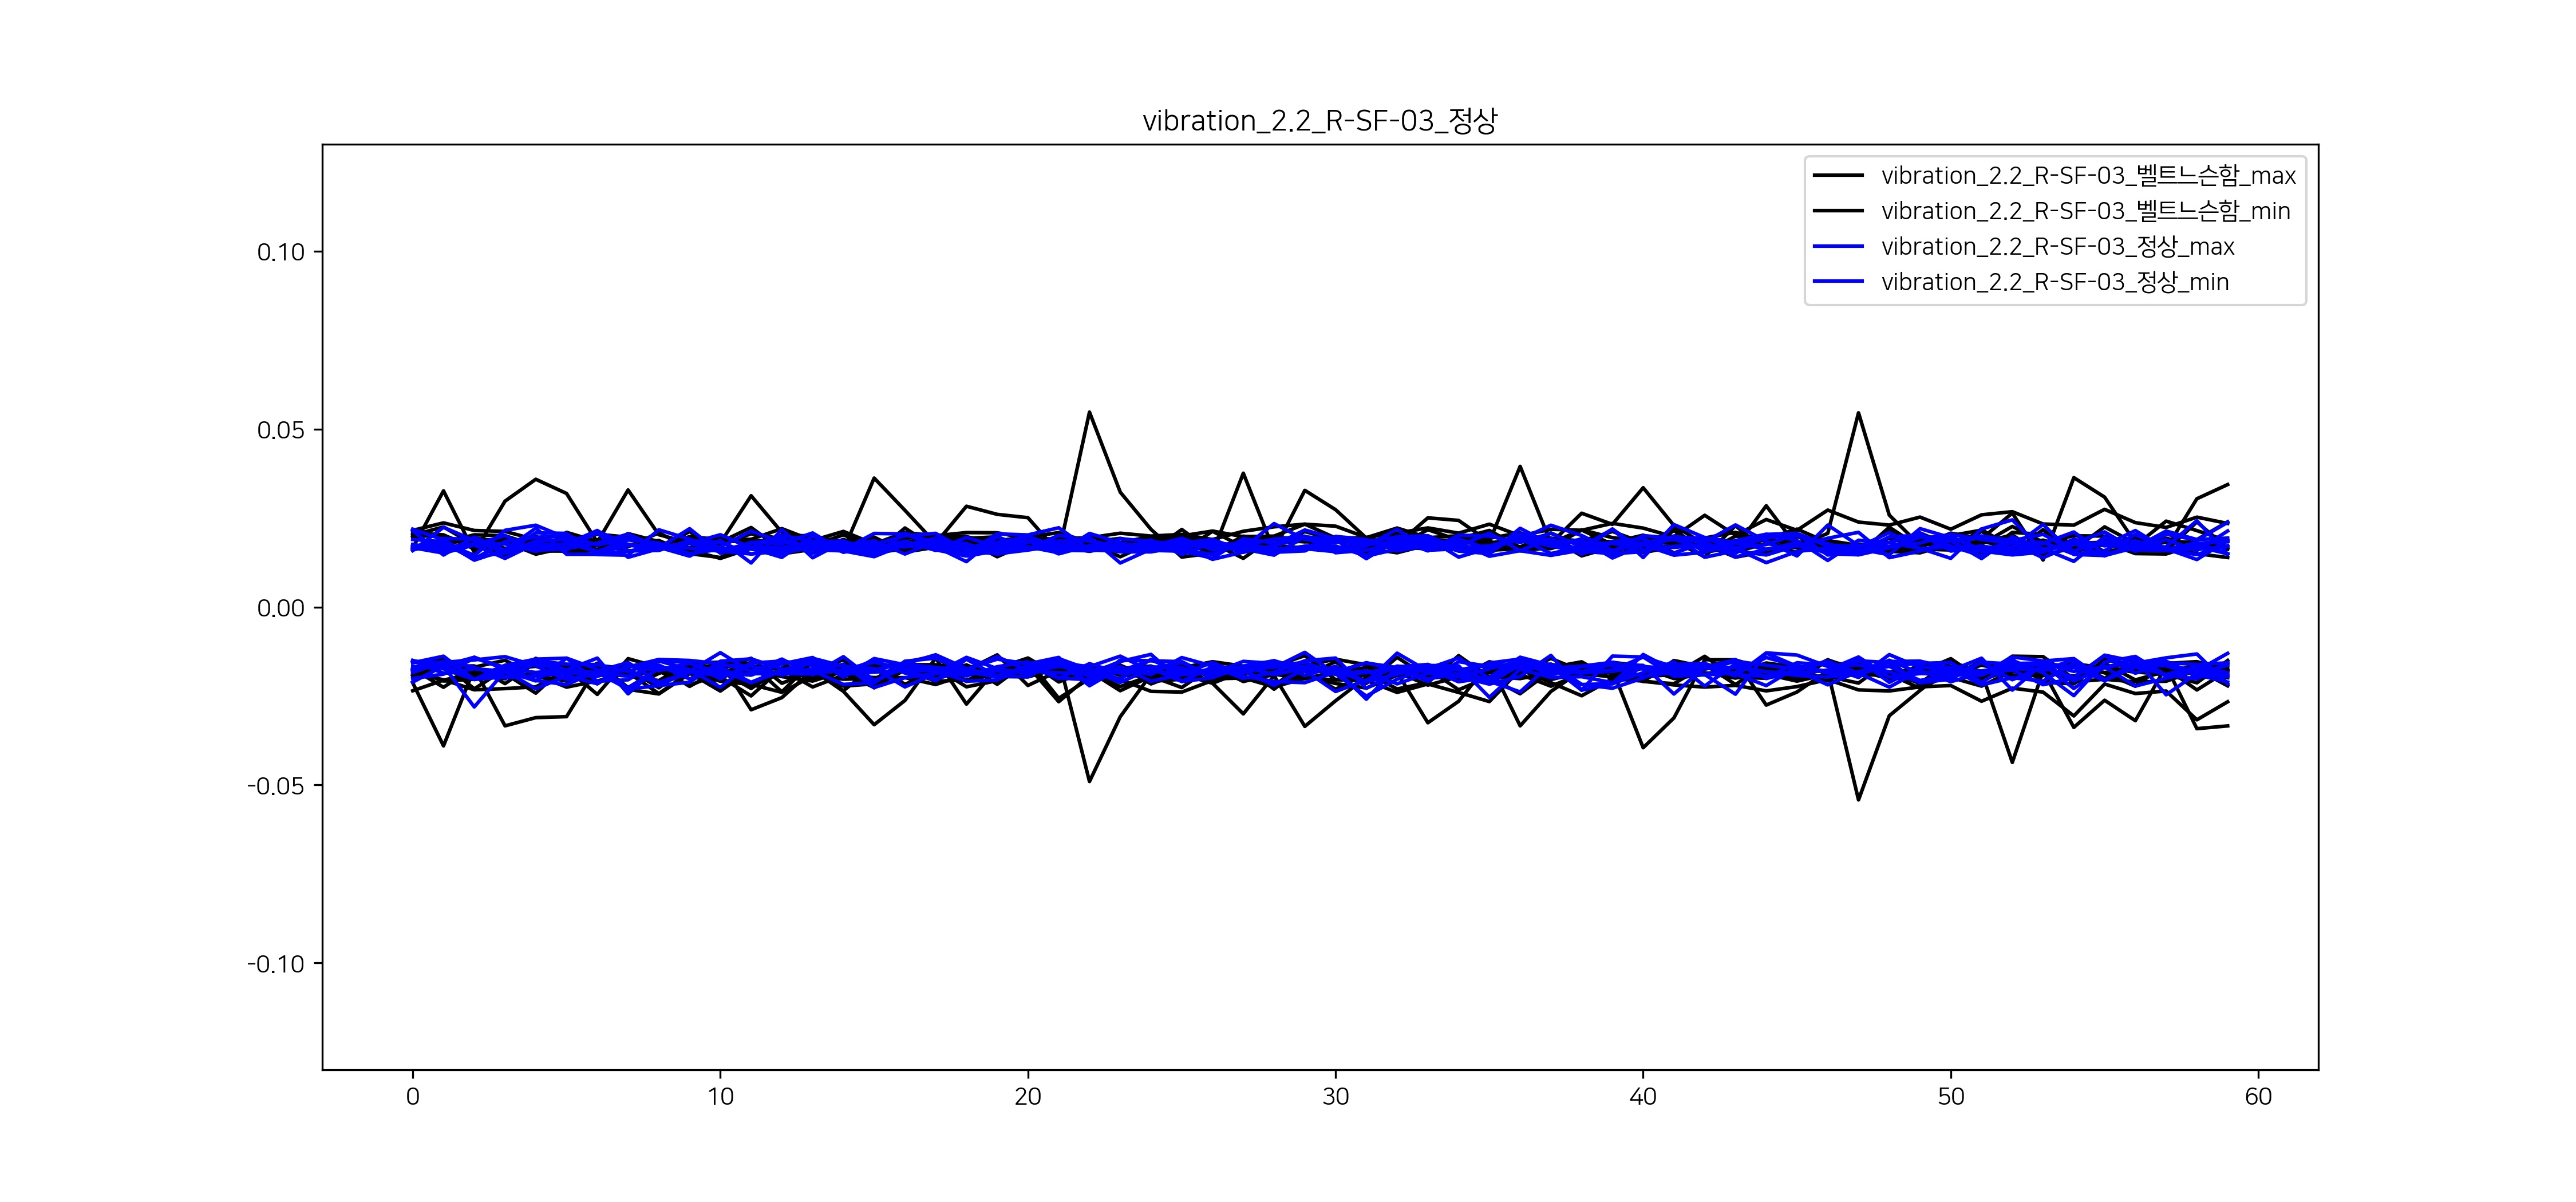 vibration_2.2_R-SF-03_정상
vibration_2.2_R-SF-03_벨트느슨함_max
vibration_2.2_R-SF-03_벨트느슨함_min
vibration_2.2_R-SF-03_정상_max
vibration_2.2_R-SF-03_정상_min
0.10
0.05
0.00
-0.05
-0.10
0 10 20 30 40 50 60